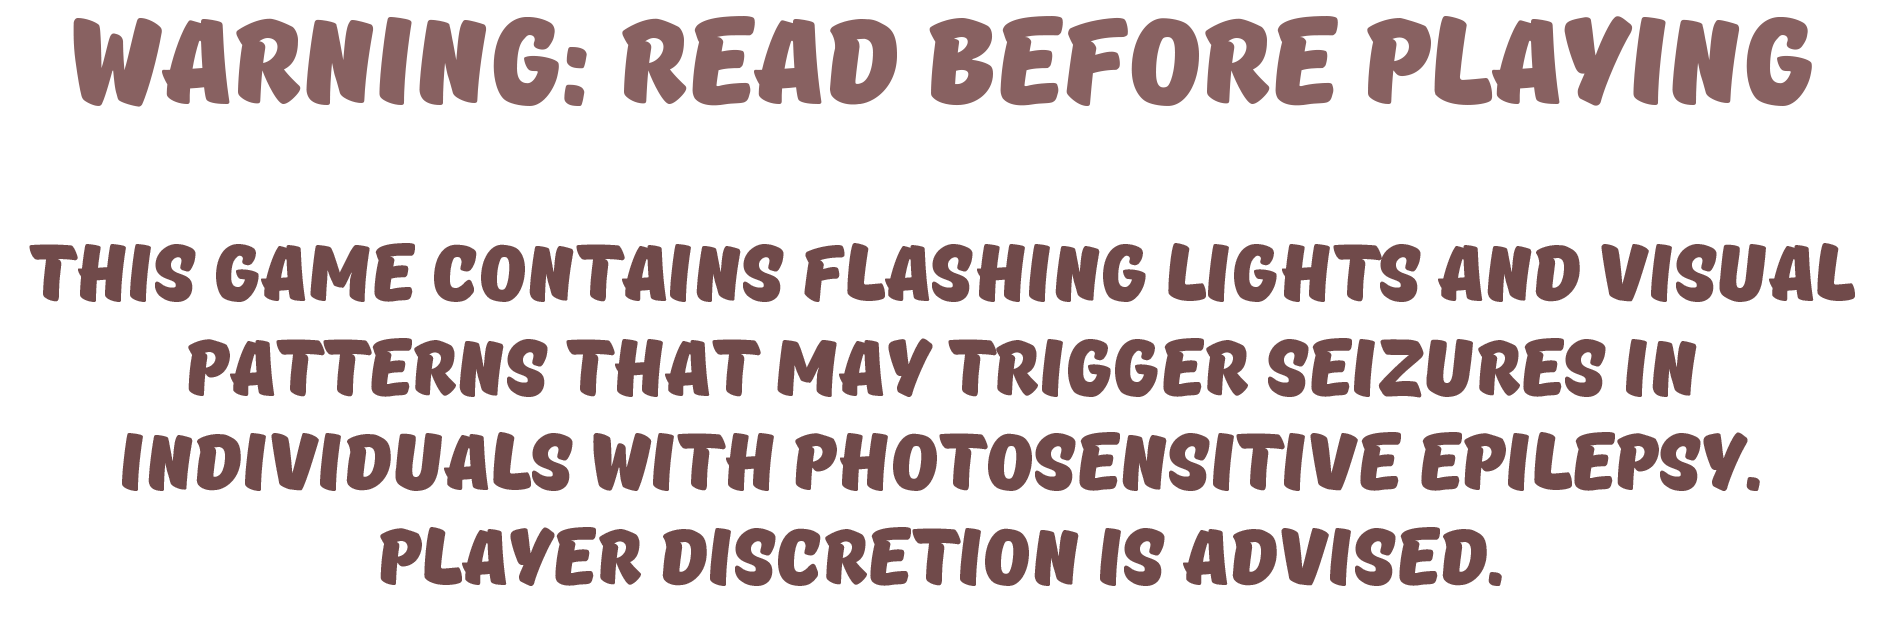 WARNING: READ BEFORE PLAYING
THIS GAME CONTAINS FLASHING LIGHTS AND VISUAL
PATTERNS THAT MAY TRIGGER SEIZURES IN
INDIVIDUALS WITH PHOTOSENSITIVE EPILEPSY.
PLAYER DISCRETION IS ADVISED.